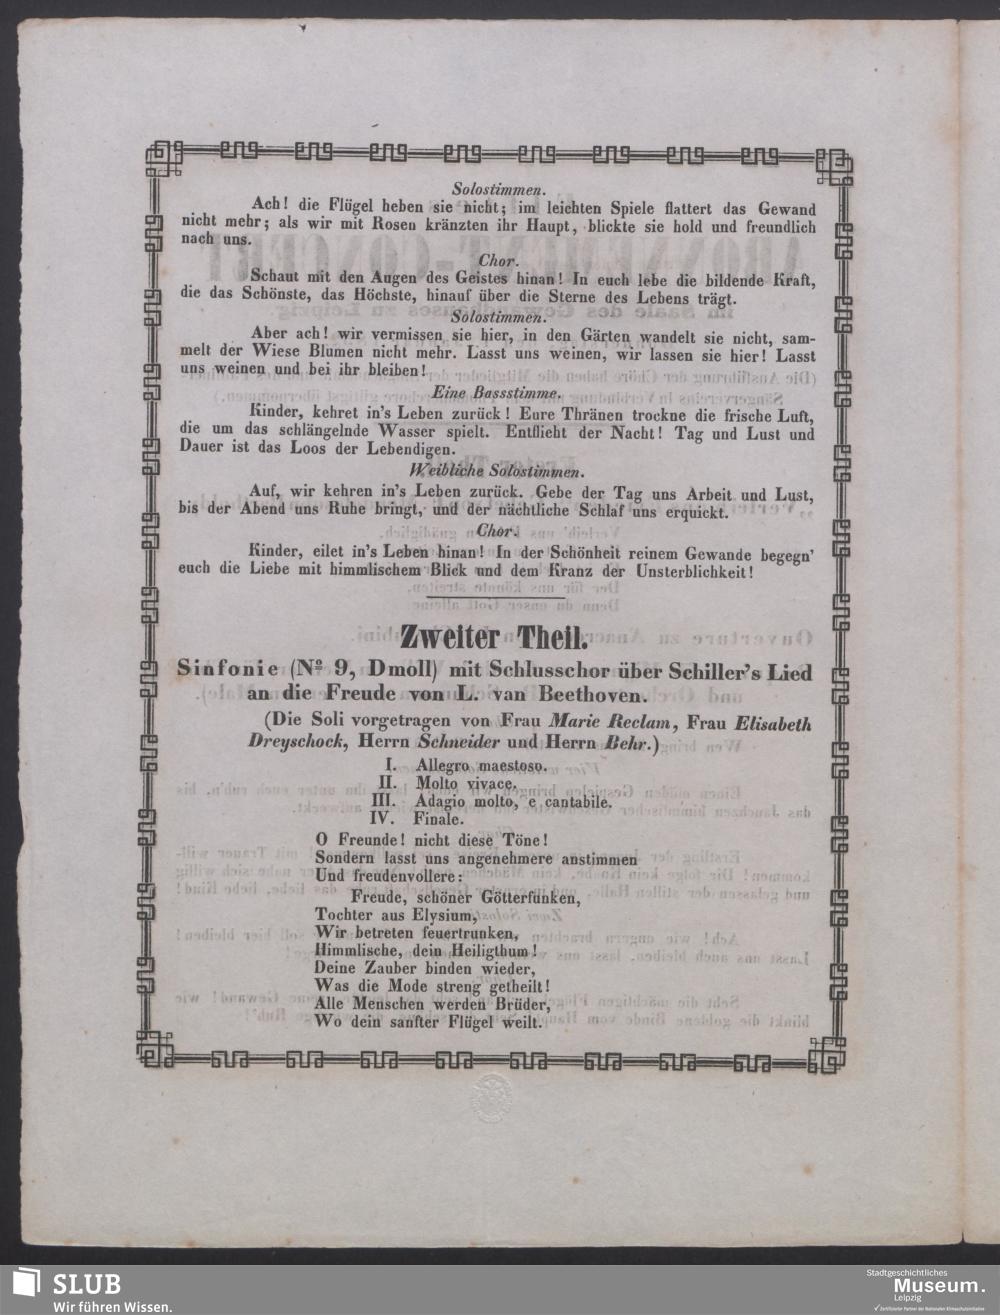 Solostimmen.
Ach! die Flügel heben sie nicht; im leichten Spiele flattert das Gewand
nicht mehr; als wir mit Rosen kränzten ihr Haupt, blickte sie hold und freundlich
nach uns.
Chor.
Schaut mit den Augen des Geistes hinan! In euch lebe die bildende Kraft,
die das Schönste, das Höchste, hinauf über die Sterne des Lebens trägt.
Solostimmen.
Aber ach! wir vermissen sie hier, in den Gärten wandelt sie nicht, sam-
melt der Wiese Blumen nicht mehr. Lasst uns weinen, wir lassen sie hier! Lasst
uns weinen und bei ihr bleiben!
Eine Bassstimme.
Kinder, kehret in's Leben zurück! Eure Thränen trockne die frische Luft,
die um das schlängelnde Wasser spielt. Entflieht der Nacht! Tag und Lust und
Dauer ist das Loos der Lebendigen.
Weibliche Solostimmen.
Auf, wir kehren in's Leben zurück. Gebe der Tag uns Arbeit und Lust,
bis der Abend uns Ruhe bringt, und der nächtliche Schlaf uns erquickt.
Chor.
Kinder, eilet in's Leben hinan! In der Schönheit reinem Gewande begegn'
euch die Liebe mit himmlischem Blick und dem Kranz der Unsterblichkeit!
Zweiter Theil.
Sinfonie (No 9, Dmoll) mit Schlusschor über Schiller's Lied
an die Freude von L. van Beethoven.
(Die Soli vorgetragen von Frau Marie Reclam, Frau Elisabeth
Dreyschock, Herrn Schneider und Herrn Behr.)
I. Allegro maestoso.
II. Molto vivace.
III. Adagio molto, e cantabile.
IV. Finale.
O Freunde! nicht diese Töne!
Sondern lasst uns angenehmere anstimmen
Und freudenvollere:
Freude, schöner Götterfunken,
Tochter aus Elysium,
Wir betreten feuertrunken,
Himmlische, dein Heiligthum!
Deine Zauber binden wieder,
Was die Mode streng getheilt!
Alle Menschen werden Brüder,
Wo dein sanfter Flügel weilt.
SLUB
Wir führen Wissen.
Stadtgeschichtliches
Museum.
Leipzig